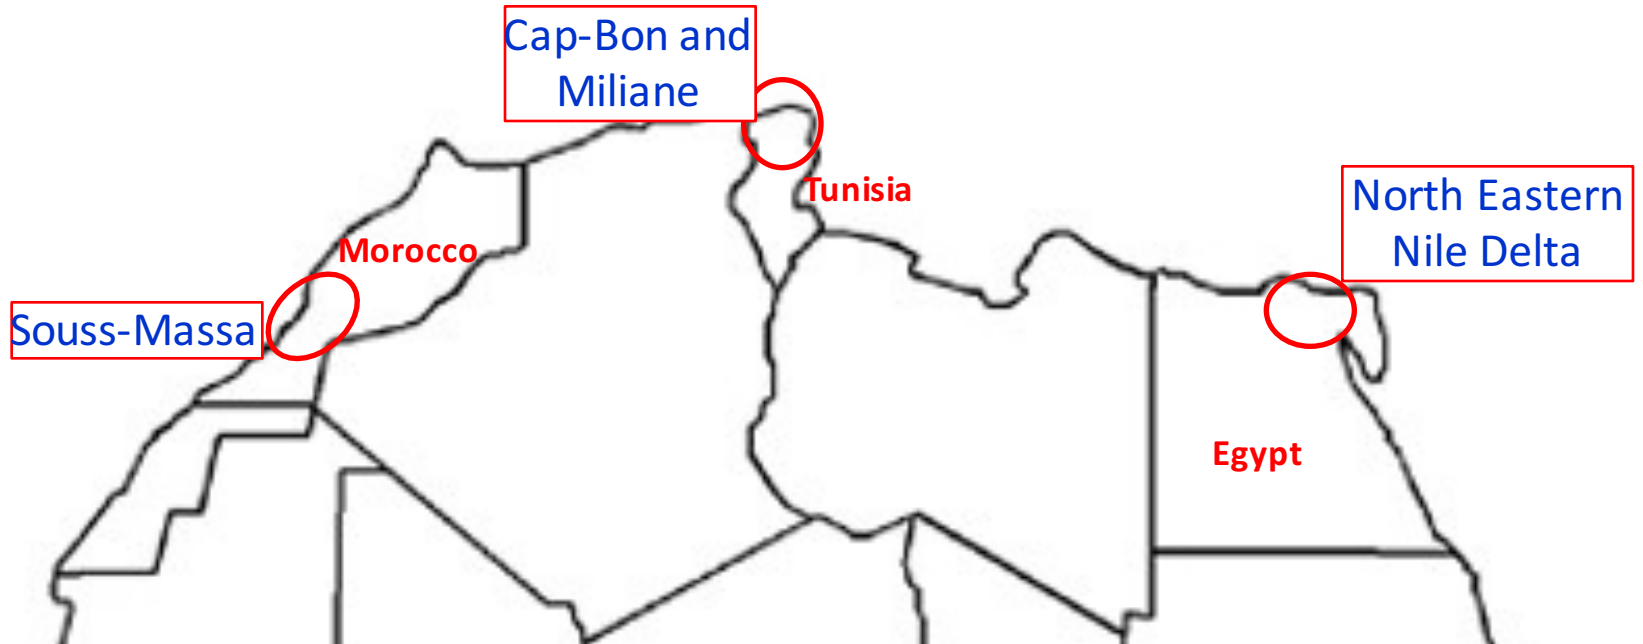 Cap-Bon and
Miliane
Tunisia
North Eastern
Nile Delta
Morocco
Souss-Massa
Egypt